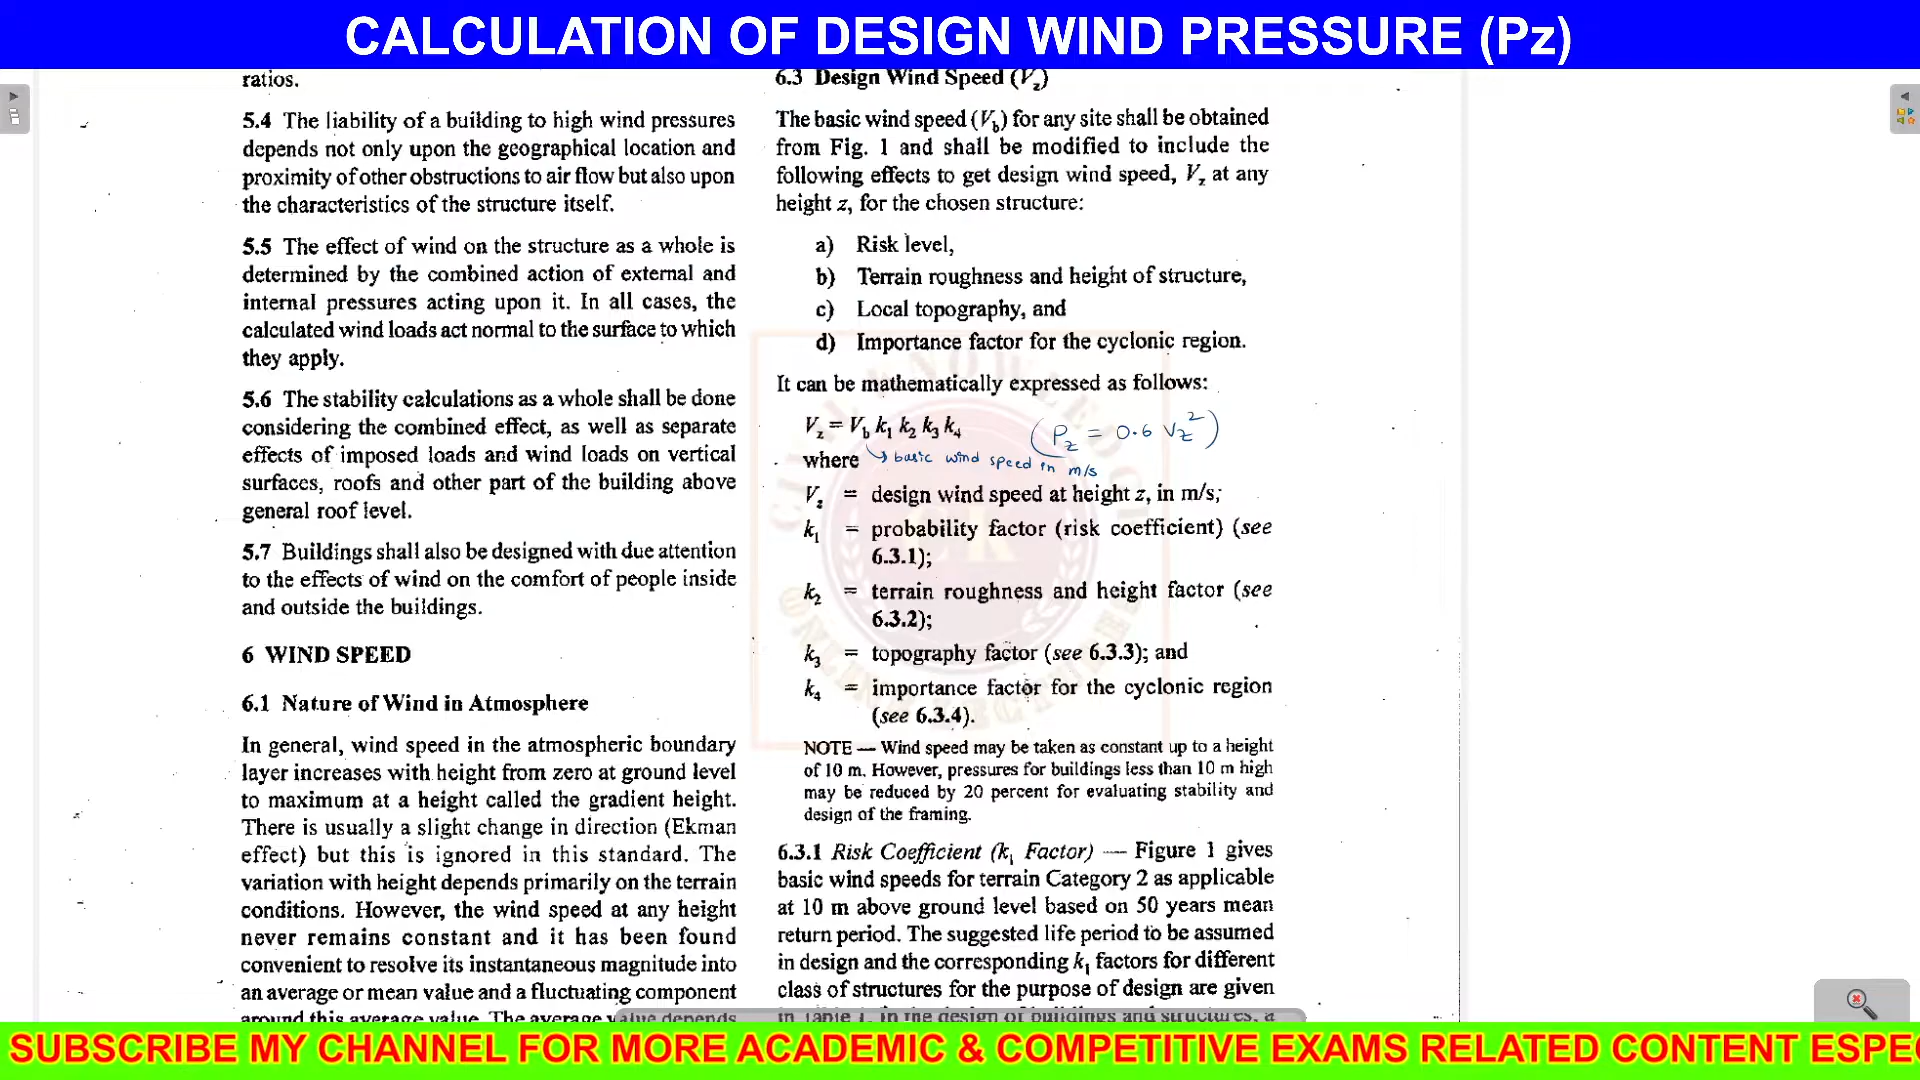 CALCULATION OF DESIGN WIND PRESSURE (Pz)
ratios.
5.4 The liability of a building to high wind pressures
depends not only upon the geographical location and
proximity of other obstructions to air flow but also upon
the characteristics of the structure itself.
5.5 The effect of wind on the structure as a whole is
determined by the combined action of external and
internal pressures acting upon it. In all cases, the
calculated wind loads act normal to the surface to which
they apply.
5.6 The stability calculations as a whole shall be done
considering the combined effect, as well as separate
effects of imposed loads and wind loads on vertical
surfaces, roofs and other part of the building above
general roof level.
5.7 Buildings shall also be designed with due attention
to the effects of wind on the comfort of people inside
and outside the buildings.
6 WIND SPEED
6.1 Nature of Wind in Atmosphere
In general, wind speed in the atmospheric boundary
layer increases with height from zero at ground level
to maximum at a height called the gradient height.
There is usually a slight change in direction (Ekman
effect) but this is ignored in this standard. The
variation with height depends primarily on the terrain
conditions. However, the wind speed at any height
never remains constant and it has been found
convenient to resolve its instantaneous magnitude into
an average or mean value and a fluctuating component
around this average value. The average value depends
6.3 Design Wind Speed (Vz)
The basic wind speed (Vb) for any site shall be obtained
from Fig. 1 and shall be modified to include the
following effects to get design wind speed, Vz at any
height z, for the chosen structure:
a) Risk level,
b) Terrain roughness and height of structure,
c) Local topography, and
d) Importance factor for the cyclonic region.
It can be mathematically expressed as follows:
Vz = Vb k1 k2 k3 k4 (Pz = 0.6 Vz²)
where basic wind speed in m/s
Vz = design wind speed at height z, in m/s;
k1 = probability factor (risk coefficient) (see
6.3.1);
k2 = terrain roughness and height factor (see
6.3.2);
k3 = topography factor (see 6.3.3); and
k4 = importance factor for the cyclonic region
(see 6.3.4).
NOTE — Wind speed may be taken as constant up to a height
of 10 m. However, pressures for buildings less than 10 m high
may be reduced by 20 percent for evaluating stability and
design of the framing.
6.3.1 Risk Coefficient (k1 Factor) — Figure 1 gives
basic wind speeds for terrain Category 2 as applicable
at 10 m above ground level based on 50 years mean
return period. The suggested life period to be assumed
in design and the corresponding k1 factors for different
class of structures for the purpose of design are given
in Table 1. In the design of buildings and structures, a
SUBSCRIBE MY CHANNEL FOR MORE ACADEMIC & COMPETITIVE EXAMS RELATED CONTENT ESPE